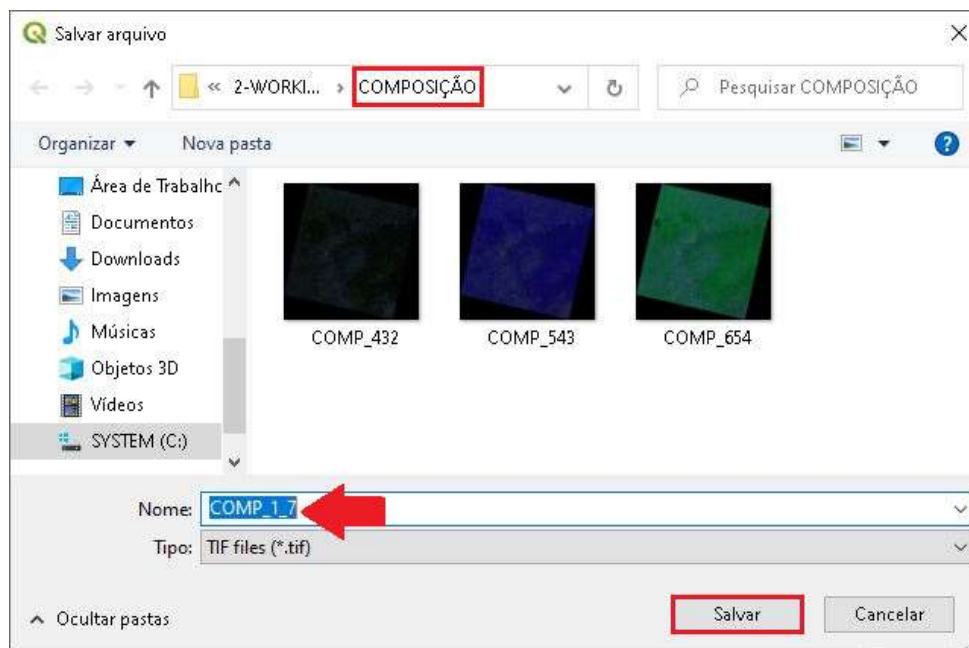 Salvar arquivo
« 2-WORKI... › COMPOSIÇÃO
Pesquisar COMPOSIÇÃO
Organizar
Nova pasta
Área de Trabalhc
Documentos
Downloads
Imagens
Músicas
Objetos 3D
Vídeos
SYSTEM (C:)
COMP_432
COMP_543
COMP_654
Nome: COMP_1_7
Tipo: TIF files (*.tif)
Ocultar pastas
Salvar
Cancelar